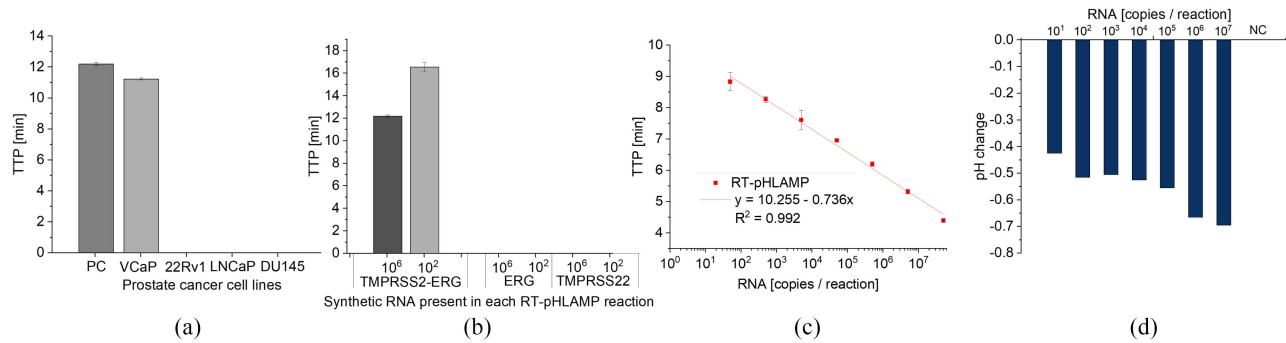 14
12
10
8
6
4
2
0
TTP [min]
PC VCaP 22Rv1 LNCaP DU145
Prostate cancer cell lines
(a)
18
16
14
12
10
8
6
4
2
0
TTP [min]
10⁶ 10² 10⁶ 10² 10⁶ 10²
TMPRSS2-ERG ERG TMPRSS22
Synthetic RNA present in each RT-pHLAMP reaction
(b)
10
9
8
7
6
5
4
TTP [min]
RT-pHLAMP
y = 10.255 - 0.736x
R² = 0.992
10⁰ 10¹ 10² 10³ 10⁴ 10⁵ 10⁶ 10⁷
RNA [copies / reaction]
(c)
RNA [copies / reaction]
10¹ 10² 10³ 10⁴ 10⁵ 10⁶ 10⁷ NC
0.0
-0.1
-0.2
-0.3
-0.4
-0.5
-0.6
-0.7
-0.8
pH change
(d)